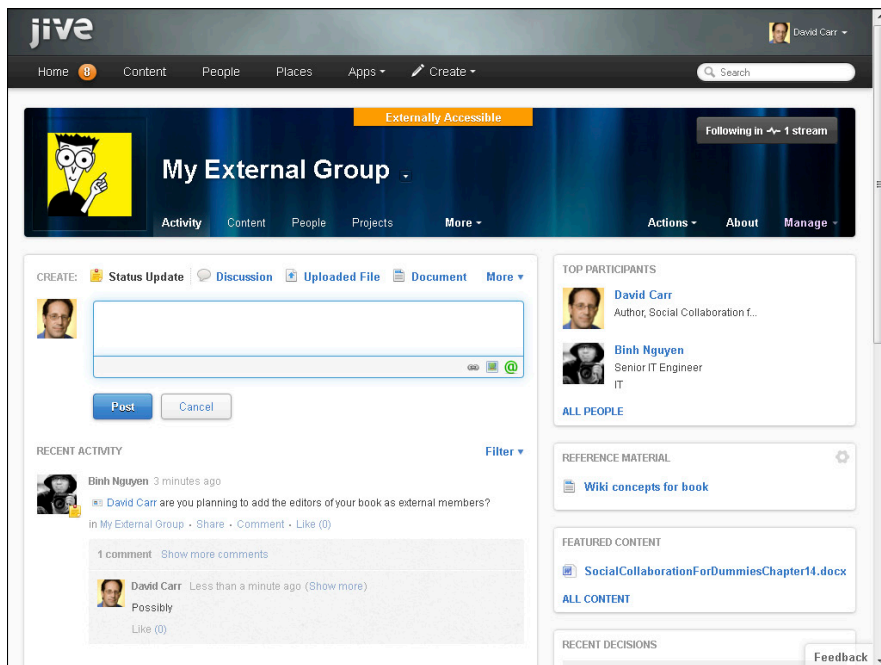 jive
David Carr
Home 8 Content People Places Apps Create
Search
Externally Accessible
Following in 1 stream
My External Group
Activity Content People Projects More Actions About Manage
CREATE: Status Update Discussion Uploaded File Document More
@
Post Cancel
RECENT ACTIVITY Filter
Binh Nguyen 3 minutes ago
David Carr are you planning to add the editors of your book as external members?
in My External Group • Share • Comment • Like (0)
1 comment Show more comments
David Carr Less than a minute ago (Show more)
Possibly
Like (0)
TOP PARTICIPANTS
David Carr
Author, Social Collaboration f...
Binh Nguyen
Senior IT Engineer
IT
ALL PEOPLE
REFERENCE MATERIAL
Wiki concepts for book
FEATURED CONTENT
SocialCollaborationForDummiesChapter14.docx
ALL CONTENT
RECENT DECISIONS
Feedback